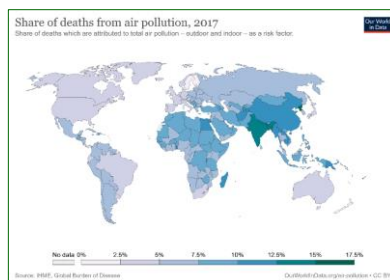 Share of deaths from air pollution, 2017
Our World
in Data
Share of deaths which are attributed to total air pollution – outdoor and indoor – as a risk factor.
No data 0% 2.5% 5% 7.5% 10% 12.5% 15% 17.5%
Source: IHME, Global Burden of Disease
OurWorldInData.org/air-pollution • CC BY